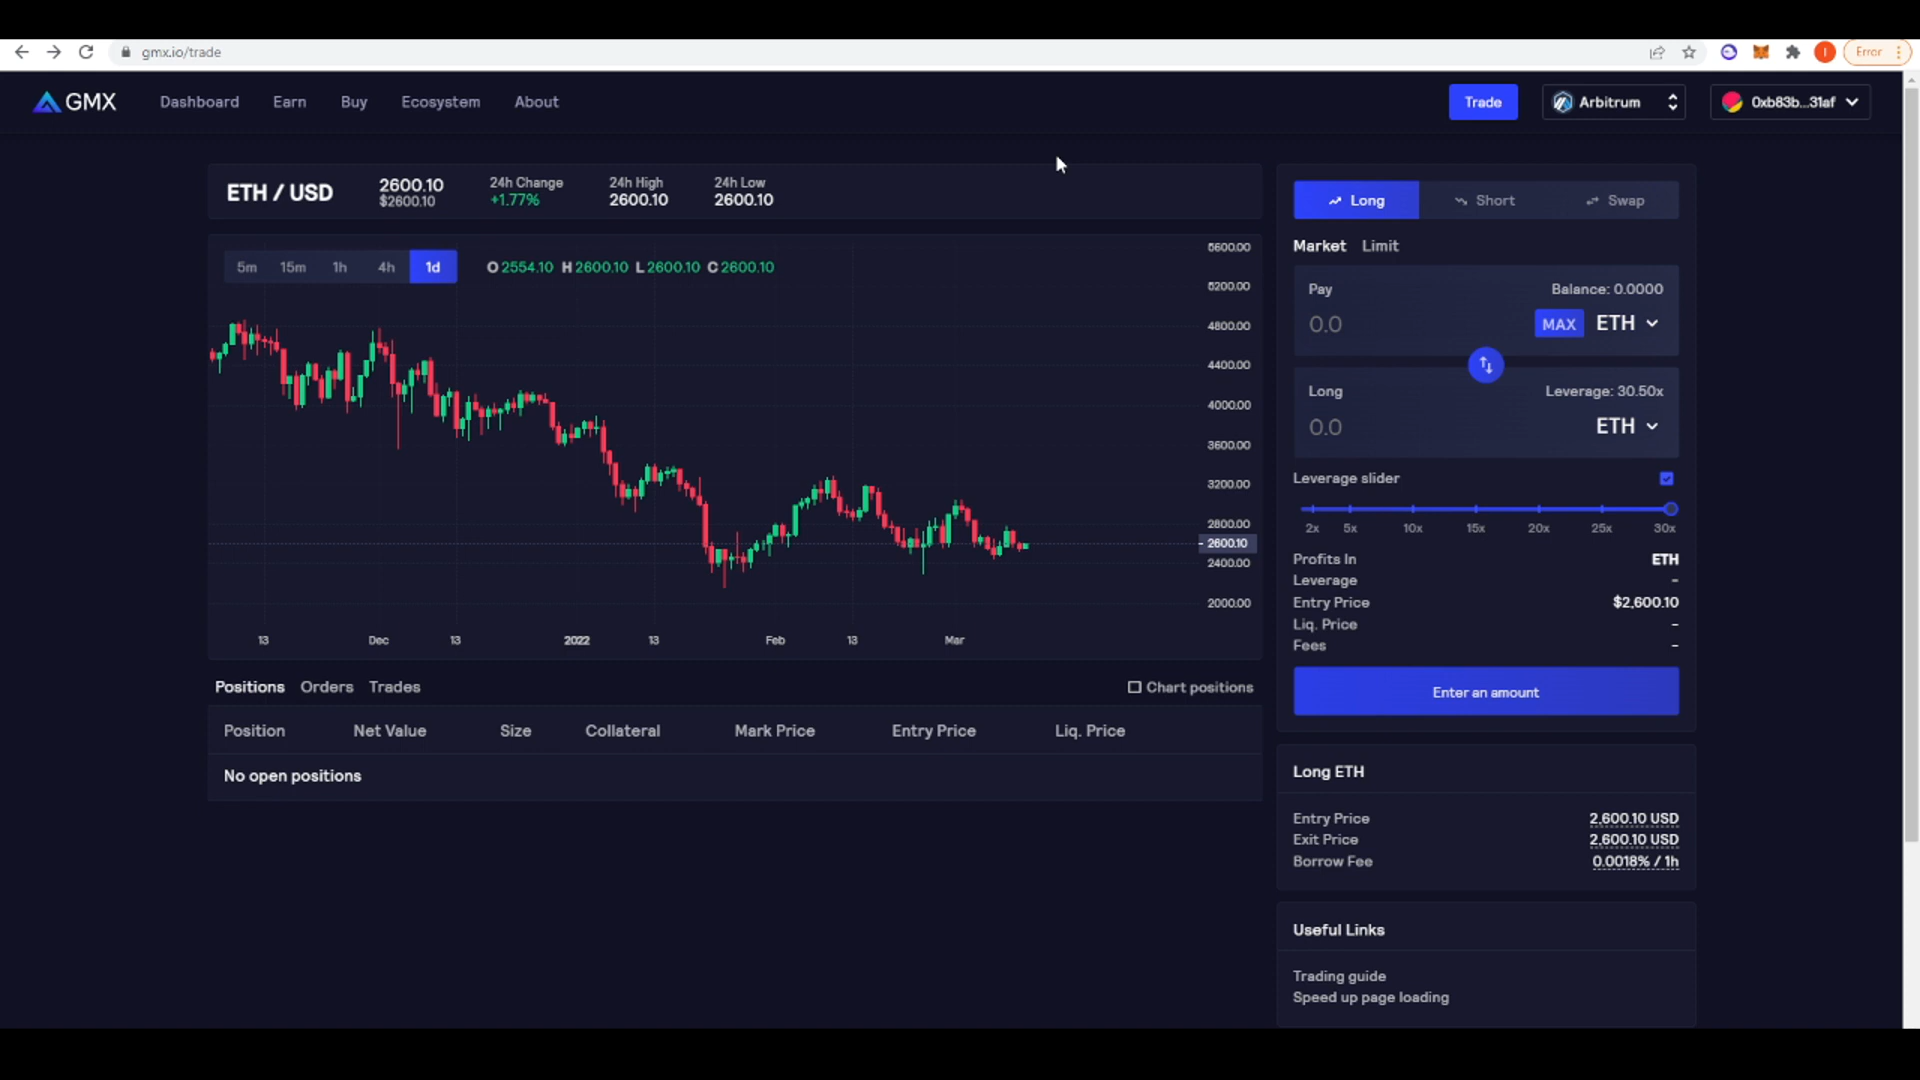 gmx.io/trade
Error
GMX Dashboard Earn Buy Ecosystem About Trade Arbitrum 0xb83b...31af
ETH / USD
2600.10
$2600.10
24h Change
+1.77%
24h High
2600.10
24h Low
2600.10
5m 15m 1h 4h 1d O 2554.10 H 2600.10 L 2600.10 C 2600.10
5600.00
5200.00
4800.00
4400.00
4000.00
3600.00
3200.00
2800.00
2600.10
2400.00
2000.00
13 Dec 13 2022 13 Feb 13 Mar
Positions Orders Trades Chart positions
Position Net Value Size Collateral Mark Price Entry Price Liq. Price
No open positions
Long Short Swap
Market Limit
Pay Balance: 0.0000
0.0 MAX ETH
Long Leverage: 30.50x
0.0 ETH
Leverage slider
2x 5x 10x 15x 20x 25x 30x
Profits In ETH
Leverage -
Entry Price $2,600.10
Liq. Price -
Fees -
Enter an amount
Long ETH
Entry Price 2,600.10 USD
Exit Price 2,600.10 USD
Borrow Fee 0.0018% / 1h
Useful Links
Trading guide
Speed up page loading